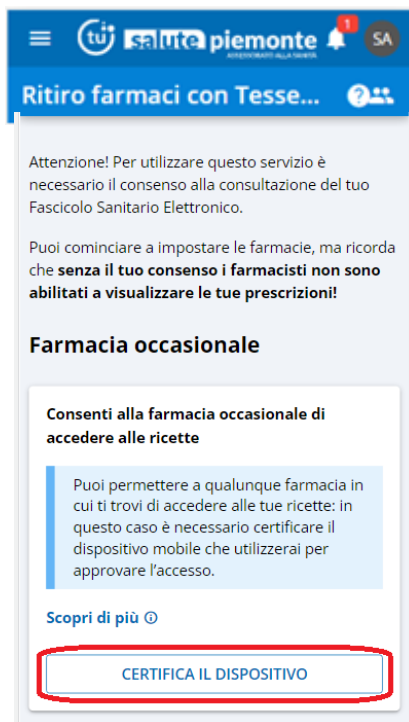 tu salute piemonte 1 SA
ASSESSORATO ALLA SANITÀ
Ritiro farmaci con Tesse... ?
Attenzione! Per utilizzare questo servizio è
necessario il consenso alla consultazione del tuo
Fascicolo Sanitario Elettronico.
Puoi cominciare a impostare le farmacie, ma ricorda
che senza il tuo consenso i farmacisti non sono
abilitati a visualizzare le tue prescrizioni!
Farmacia occasionale
Consenti alla farmacia occasionale di
accedere alle ricette
Puoi permettere a qualunque farmacia in
cui ti trovi di accedere alle tue ricette: in
questo caso è necessario certificare il
dispositivo mobile che utilizzerai per
approvare l’accesso.
Scopri di più
CERTIFICA IL DISPOSITIVO